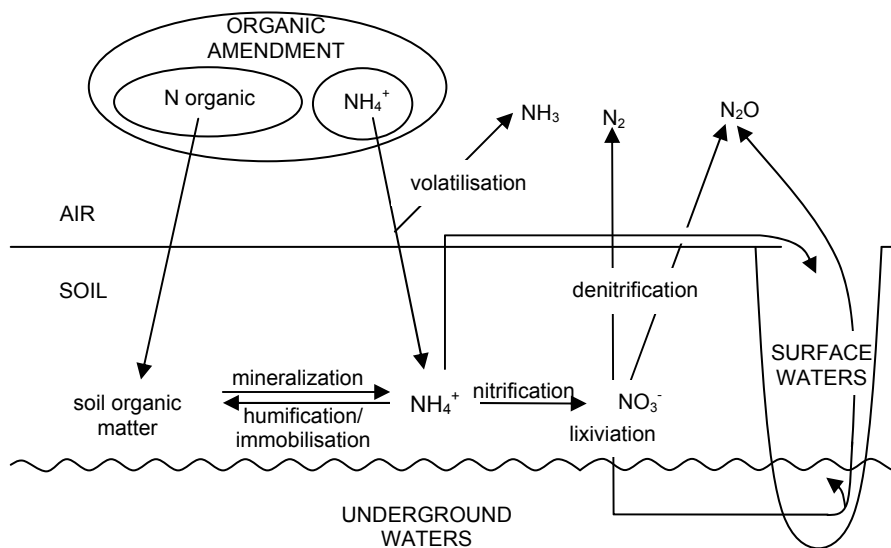 ORGANIC
AMENDMENT
N organic
NH₄⁺
NH₃
N₂
N₂O
volatilisation
AIR
SOIL
denitrification
SURFACE
WATERS
mineralization
soil organic
matter
humification/
immobilisation
NH₄⁺
nitrification
NO₃⁻
lixiviation
UNDERGROUND
WATERS